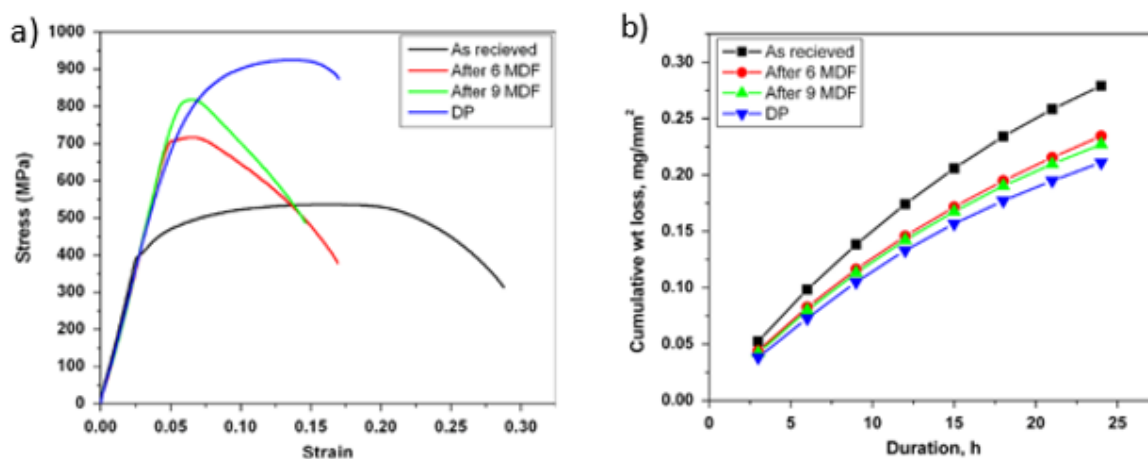 a)
1000
900
800
700
600
500
400
300
200
100
0
Stress (MPa)
As recieved
After 6 MDF
After 9 MDF
DP
0.00 0.05 0.10 0.15 0.20 0.25 0.30
Strain
b)
0.30
0.25
0.20
0.15
0.10
0.05
0.00
Cumulative wt loss, mg/mm²
As recieved
After 6 MDF
After 9 MDF
DP
0 5 10 15 20 25
Duration, h